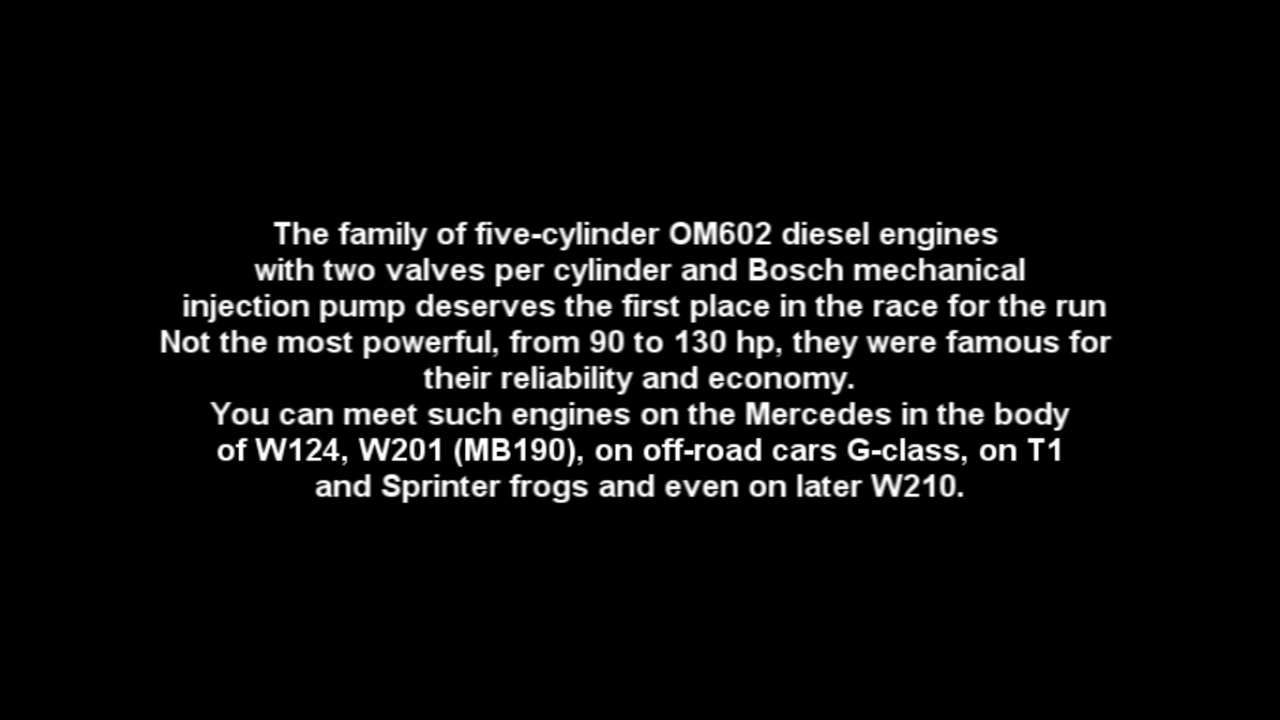 The family of five-cylinder OM602 diesel engines
with two valves per cylinder and Bosch mechanical
injection pump deserves the first place in the race for the run
Not the most powerful, from 90 to 130 hp, they were famous for
their reliability and economy.
You can meet such engines on the Mercedes in the body
of W124, W201 (MB190), on off-road cars G-class, on T1
and Sprinter frogs and even on later W210.